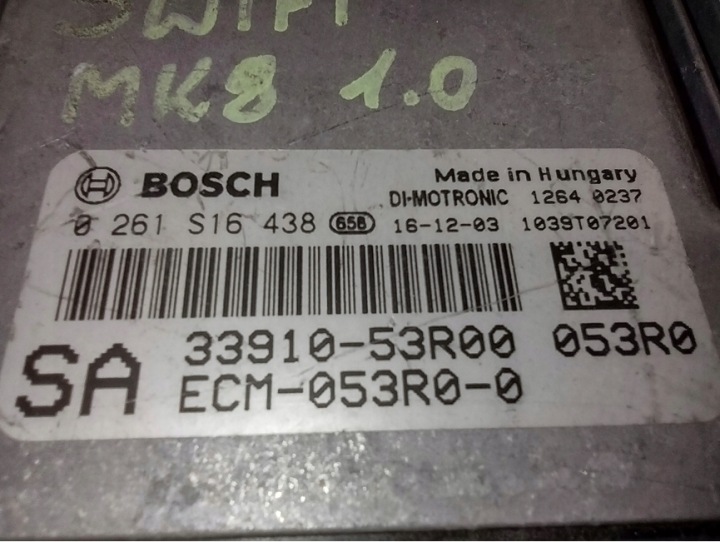 SWIFT
MK8 1.0
BOSCH
Made in Hungary
DI-MOTRONIC 1264 0237
0 261 S16 438 65B 16-12-03 1039T07201
SA
33910-53R00 053R0
ECM-053R0-0